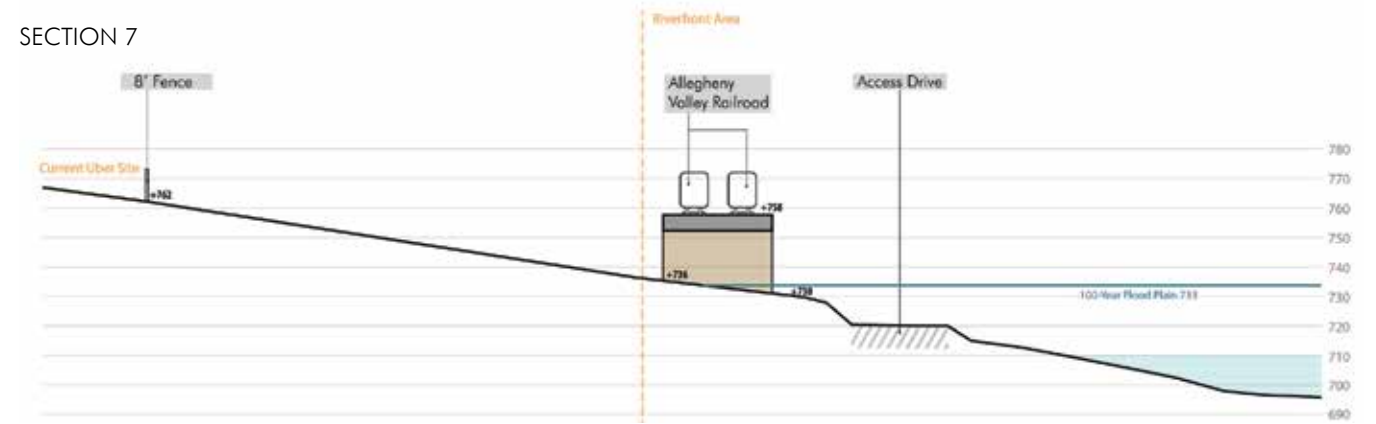 Riverfront Area
SECTION 7
8' Fence
Allegheny
Valley Railroad
Access Drive
Current Uber Site
+762
+758
+736
+730
100-Year Flood Plain 733
780
770
760
750
740
730
720
710
700
690